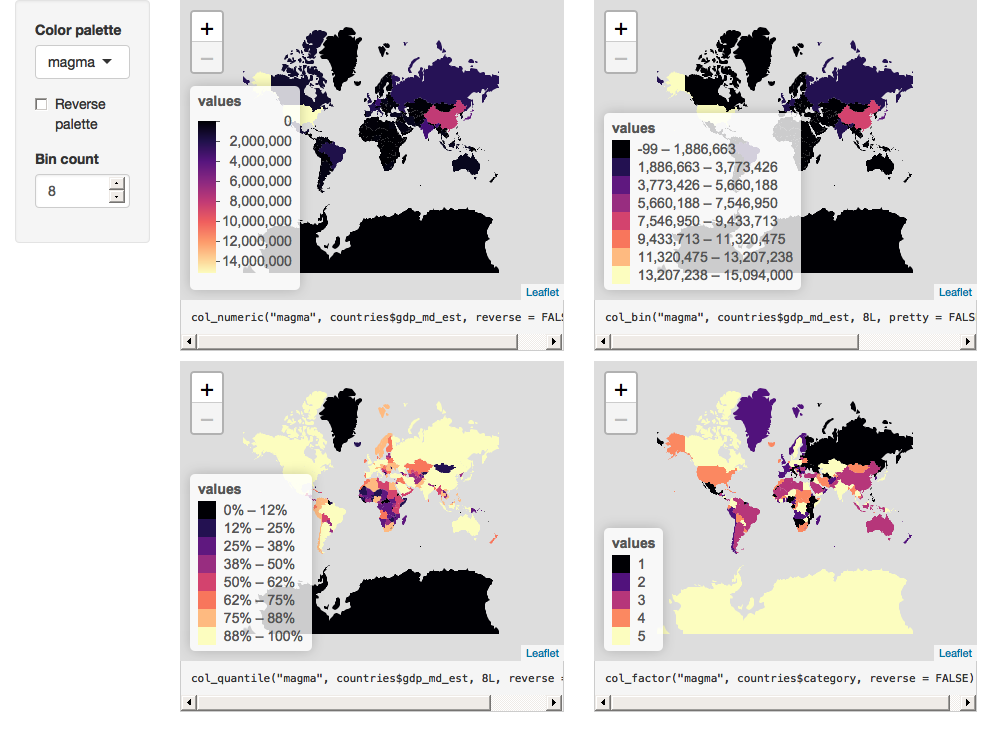 Color palette
magma
Reverse
palette
Bin count
8
+
−
values
0
2,000,000
4,000,000
6,000,000
8,000,000
10,000,000
12,000,000
14,000,000
Leaflet
col_numeric("magma", countries$gdp_md_est, reverse = FALS
+
−
values
-99 – 1,886,663
1,886,663 – 3,773,426
3,773,426 – 5,660,188
5,660,188 – 7,546,950
7,546,950 – 9,433,713
9,433,713 – 11,320,475
11,320,475 – 13,207,238
13,207,238 – 15,094,000
Leaflet
col_bin("magma", countries$gdp_md_est, 8L, pretty = FALS
+
−
values
0% – 12%
12% – 25%
25% – 38%
38% – 50%
50% – 62%
62% – 75%
75% – 88%
88% – 100%
Leaflet
col_quantile("magma", countries$gdp_md_est, 8L, reverse =
+
−
values
1
2
3
4
5
Leaflet
col_factor("magma", countries$category, reverse = FALSE)